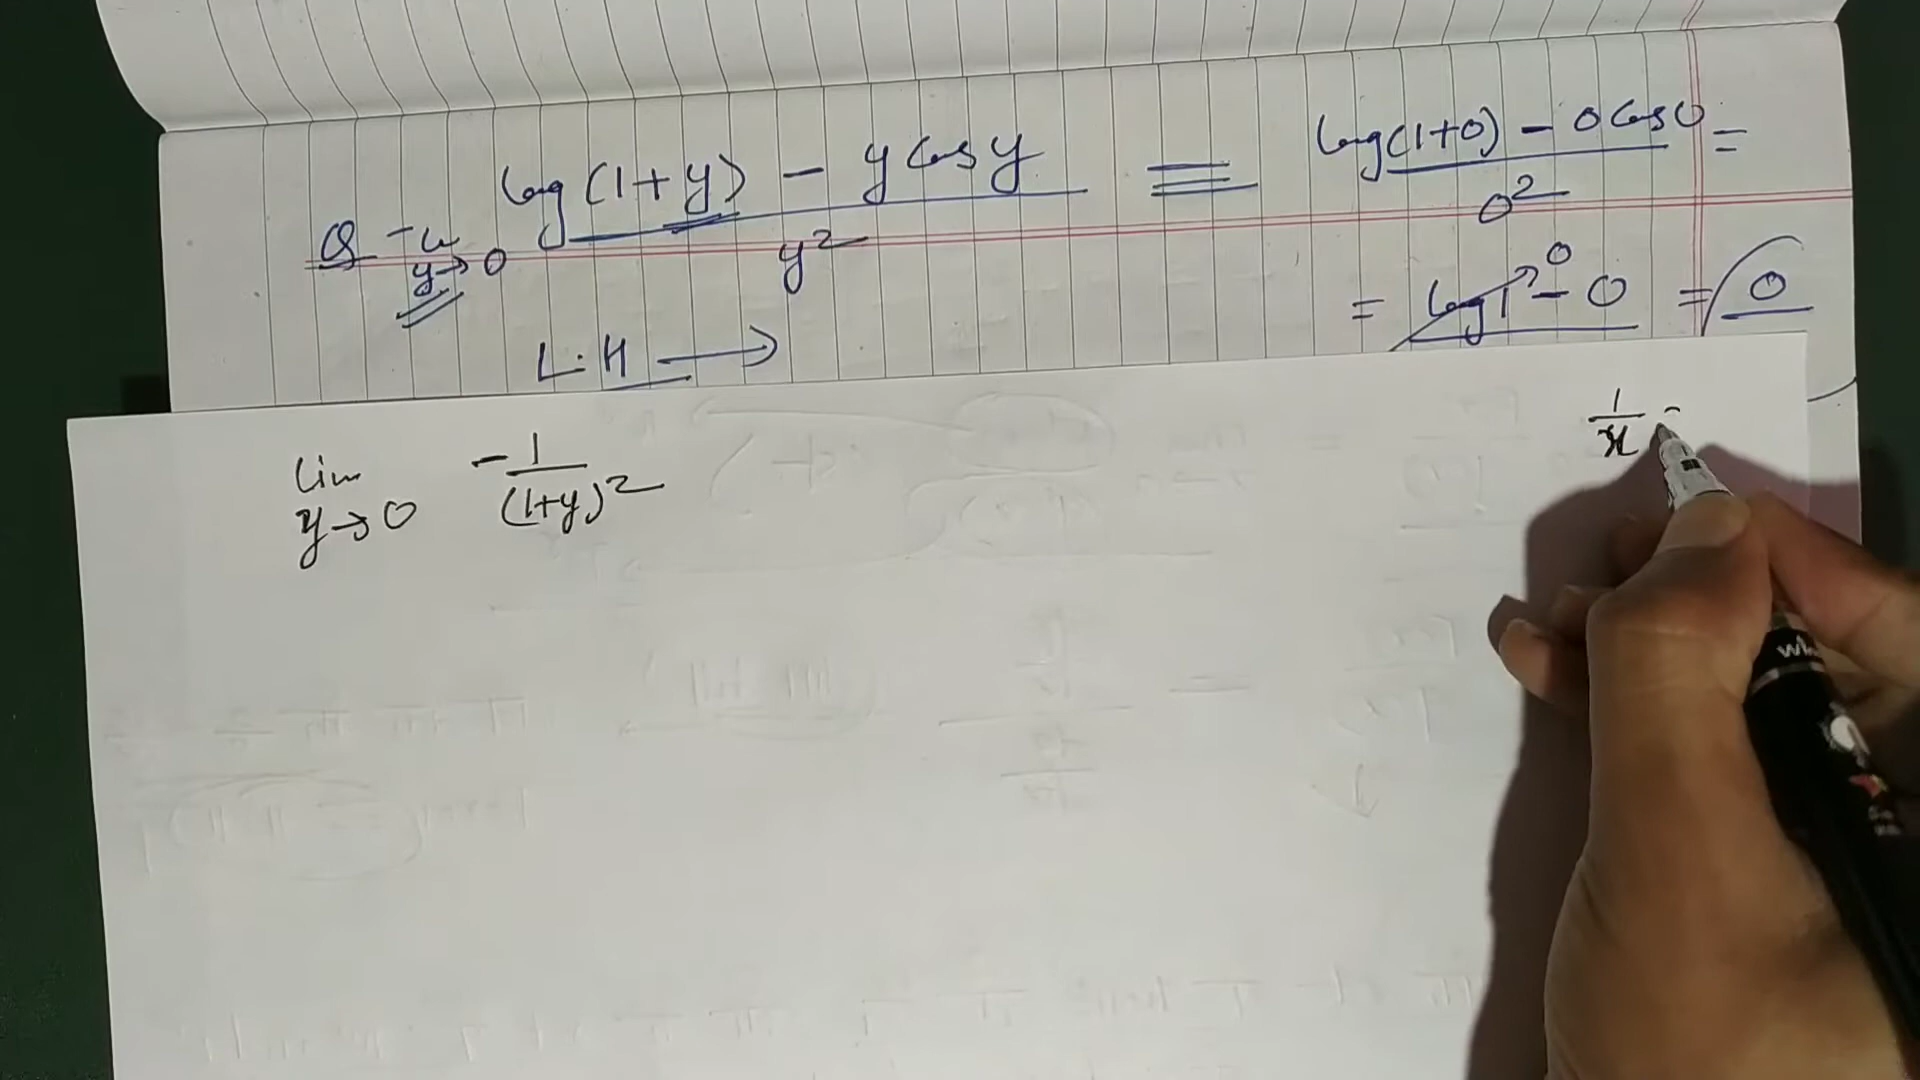 Q - lim y→0 log (1+y) - y cos y / y² = log(1+0) - 0 cos 0 / 0² =
= log 1 →0 - 0 = 0
L.H →
lim y→0 - 1/(1+y)²
1/x =